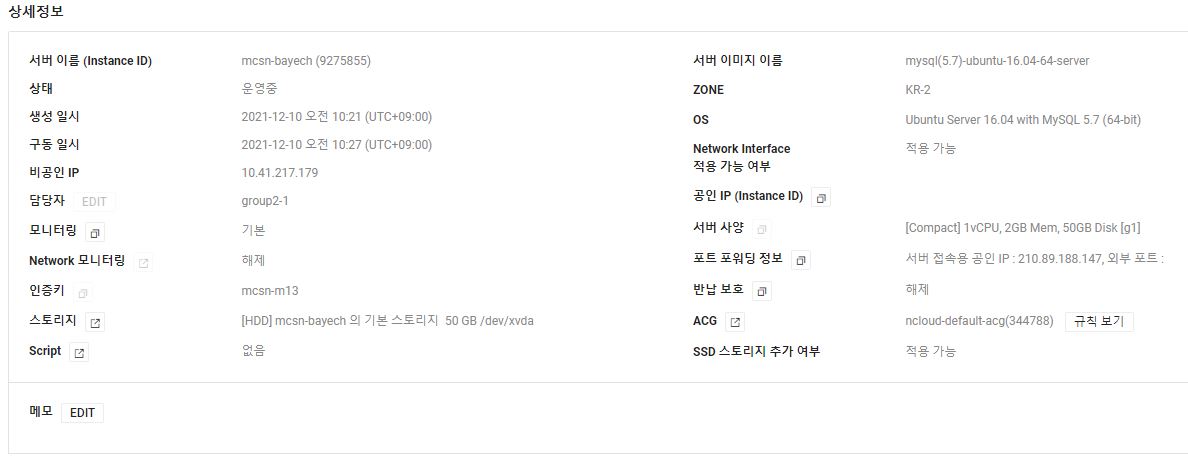 상세정보
서버 이름 (Instance ID) mcsn-bayech (9275855)
상태 운영중
생성 일시 2021-12-10 오전 10:21 (UTC+09:00)
구동 일시 2021-12-10 오전 10:27 (UTC+09:00)
비공인 IP 10.41.217.179
담당자 EDIT group2-1
모니터링 기본
Network 모니터링 해제
인증키 mcsn-m13
스토리지 [HDD] mcsn-bayech 의 기본 스토리지 50 GB /dev/xvda
Script 없음
서버 이미지 이름 mysql(5.7)-ubuntu-16.04-64-server
ZONE KR-2
OS Ubuntu Server 16.04 with MySQL 5.7 (64-bit)
Network Interface 적용 가능
적용 가능 여부
공인 IP (Instance ID)
서버 사양 [Compact] 1vCPU, 2GB Mem, 50GB Disk [g1]
포트 포워딩 정보 서버 접속용 공인 IP : 210.89.188.147, 외부 포트 :
반납 보호 해제
ACG ncloud-default-acg(344788) 규칙 보기
SSD 스토리지 추가 여부 적용 가능
메모 EDIT